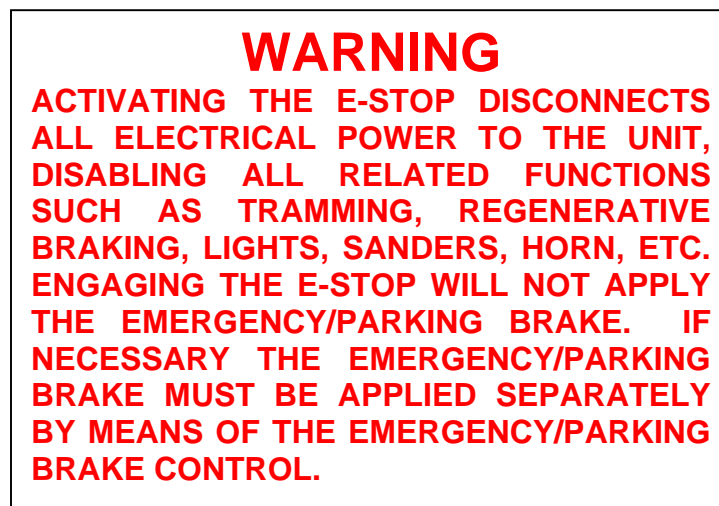 WARNING
ACTIVATING THE E-STOP DISCONNECTS
ALL ELECTRICAL POWER TO THE UNIT,
DISABLING ALL RELATED FUNCTIONS
SUCH AS TRAMMING, REGENERATIVE
BRAKING, LIGHTS, SANDERS, HORN, ETC.
ENGAGING THE E-STOP WILL NOT APPLY
THE EMERGENCY/PARKING BRAKE. IF
NECESSARY THE EMERGENCY/PARKING
BRAKE MUST BE APPLIED SEPARATELY
BY MEANS OF THE EMERGENCY/PARKING
BRAKE CONTROL.